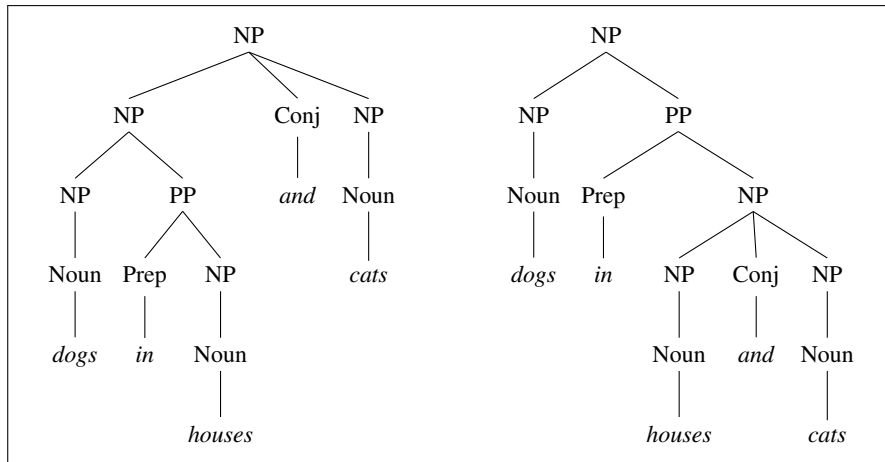 NP NP
NP Conj NP NP PP
NP PP and Noun Noun Prep NP
Noun Prep NP cats dogs in NP Conj NP
dogs in Noun Noun and Noun
houses houses cats